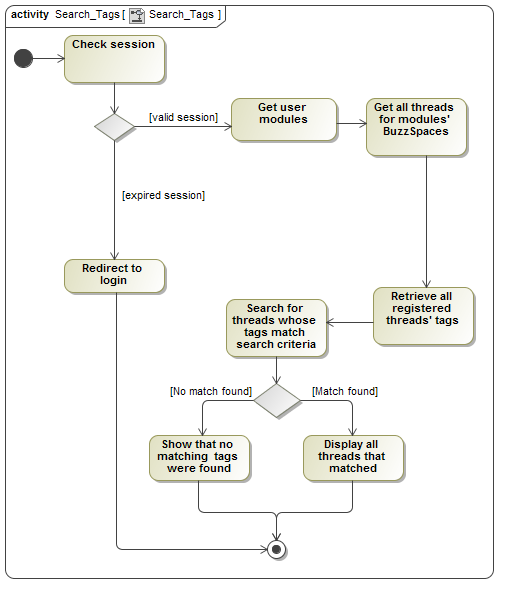 activity Search_Tags [ Search_Tags ]
Check session
[valid session]
Get user
modules
Get all threads
for modules'
BuzzSpaces
[expired session]
Redirect to
login
Retrieve all
registered
threads' tags
Search for
threads whose
tags match
search criteria
[No match found]
[Match found]
Show that no
matching tags
were found
Display all
threads that
matched